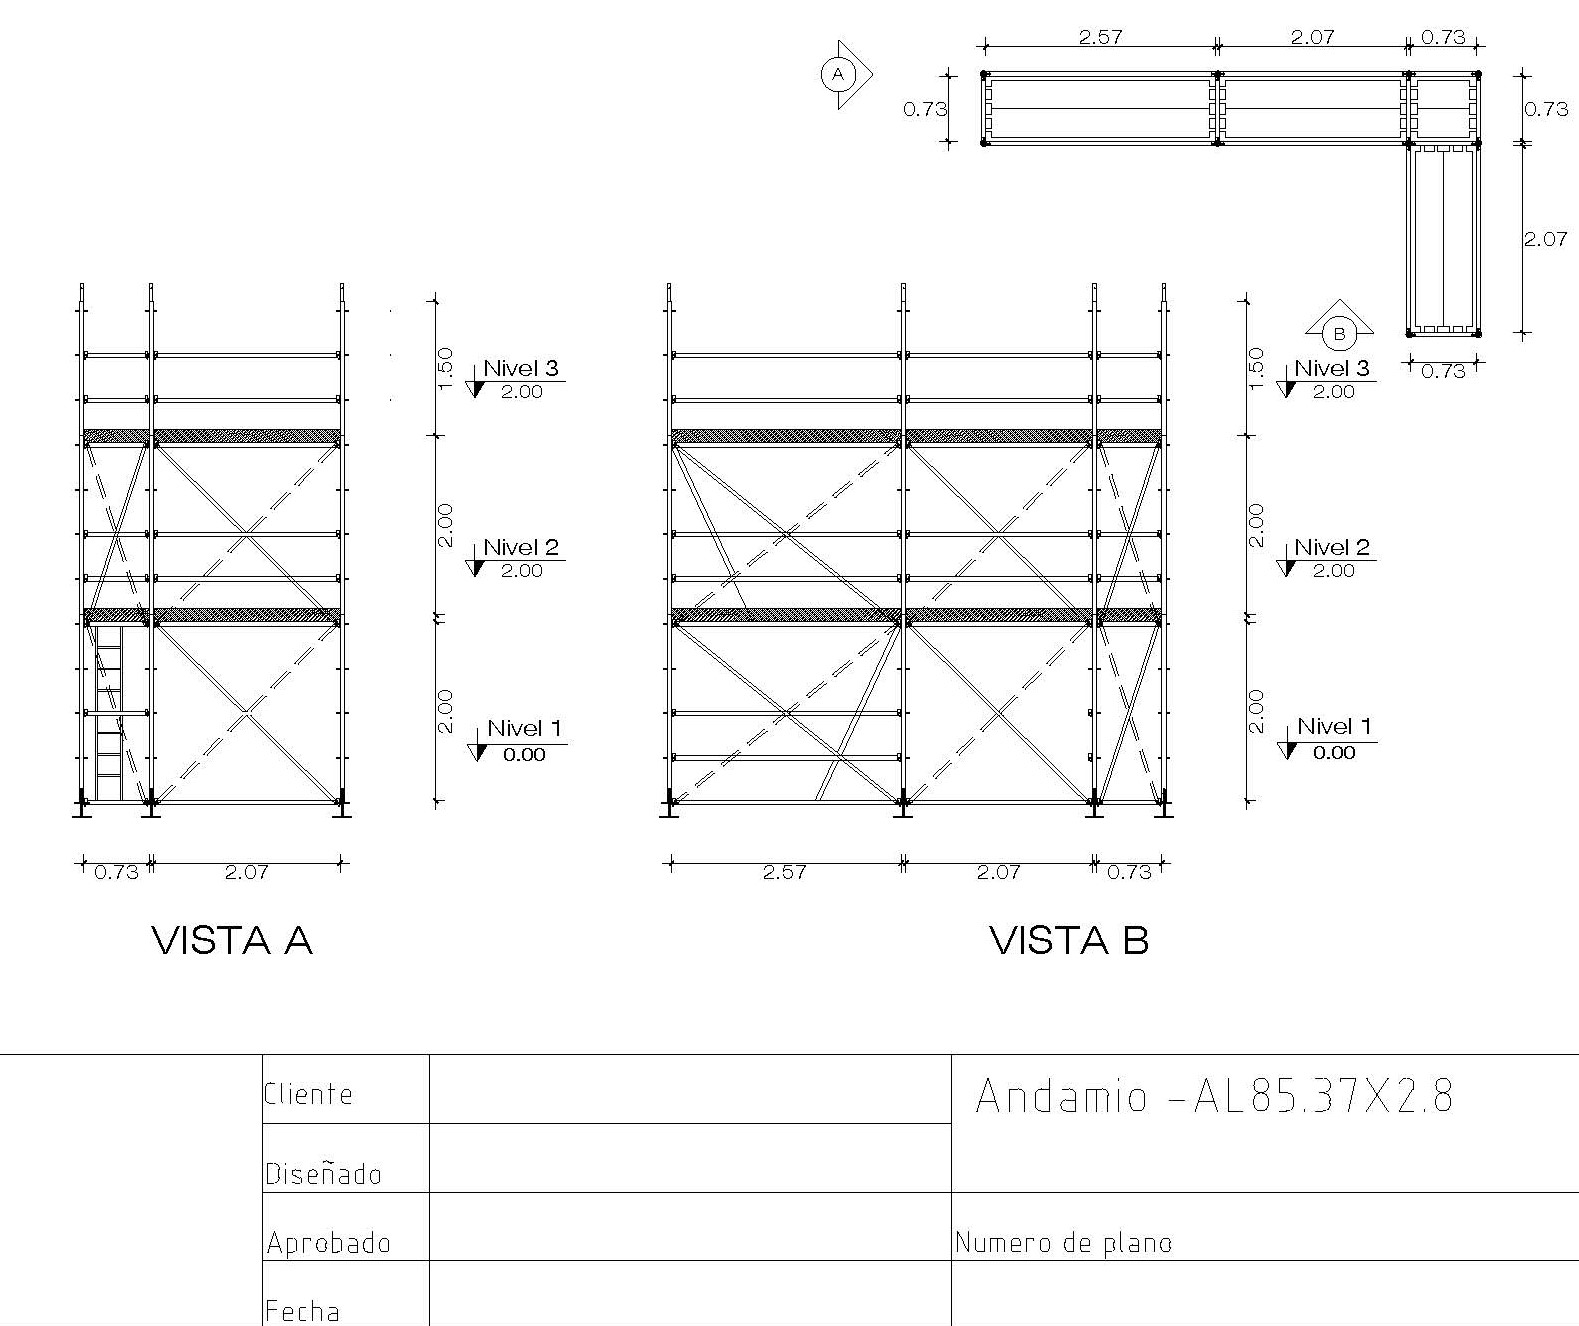 2.57 2.07 0.73
A
0.73 0.73
2.07
B
0.73
1.50
Nivel 3
2.00
2.00
Nivel 2
2.00
2.00
Nivel 1
0.00
1.50
Nivel 3
2.00
2.00
Nivel 2
2.00
2.00
Nivel 1
0.00
0.73 2.07
2.57 2.07 0.73
VISTA A
VISTA B
Cliente
Andamio -AL85.37X2.8
Diseñado
Aprobado
Numero de plano
Fecha